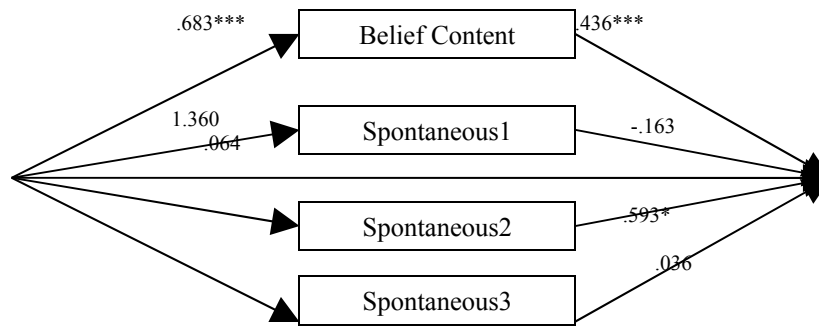 .683***
Belief Content
.436***
1.360
Spontaneous1
-.163
.064
Spontaneous2
.593*
.036
Spontaneous3